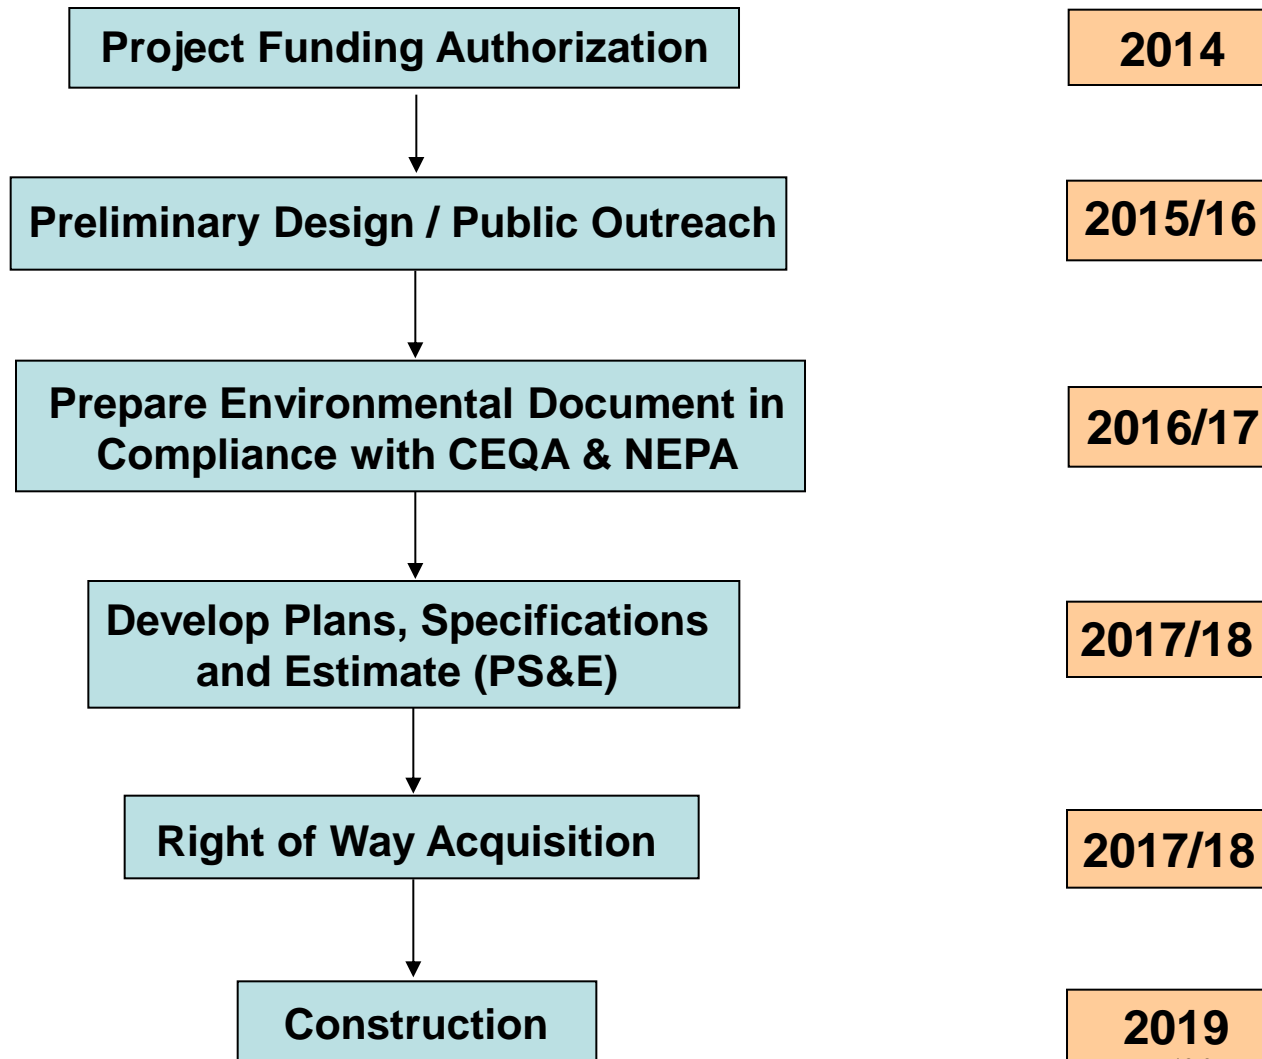 Project Funding Authorization
2014
Preliminary Design / Public Outreach
2015/16
Prepare Environmental Document in
Compliance with CEQA & NEPA
2016/17
Develop Plans, Specifications
and Estimate (PS&E)
2017/18
Right of Way Acquisition
2017/18
Construction
2019